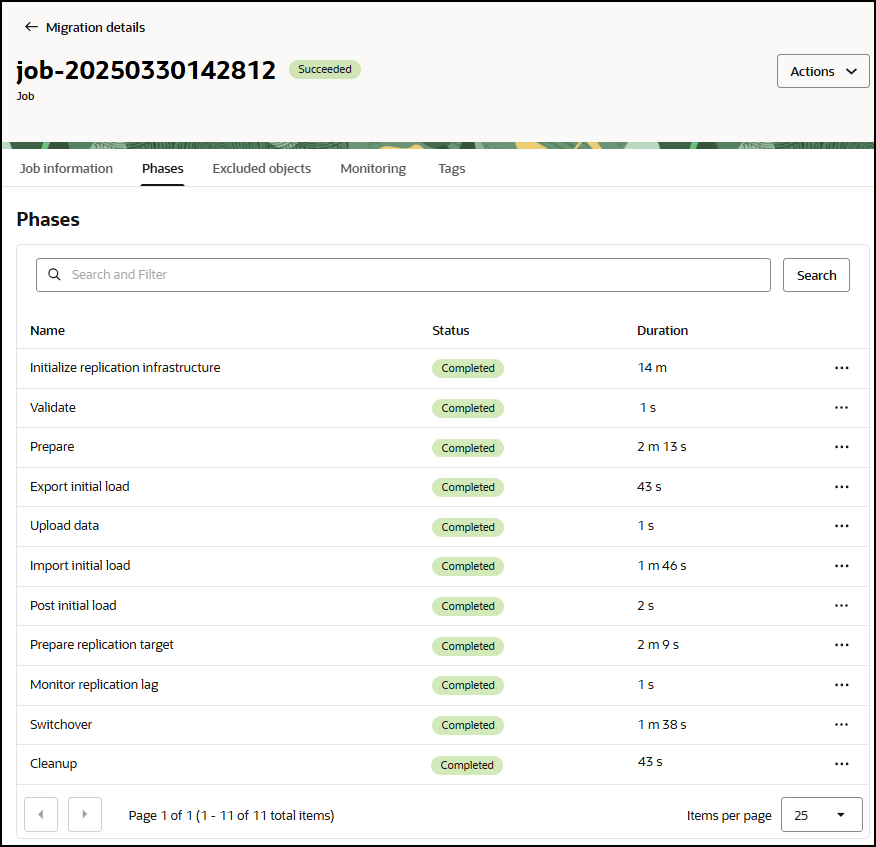 ← Migration details
job-20250330142812 Succeeded
Job
Actions
Job information Phases Excluded objects Monitoring Tags
Phases
Search and Filter Search
Name Status Duration
Initialize replication infrastructure Completed 14 m ...
Validate Completed 1 s ...
Prepare Completed 2 m 13 s ...
Export initial load Completed 43 s ...
Upload data Completed 1 s ...
Import initial load Completed 1 m 46 s ...
Post initial load Completed 2 s ...
Prepare replication target Completed 2 m 9 s ...
Monitor replication lag Completed 1 s ...
Switchover Completed 1 m 38 s ...
Cleanup Completed 43 s ...
Page 1 of 1 (1 - 11 of 11 total items) Items per page 25